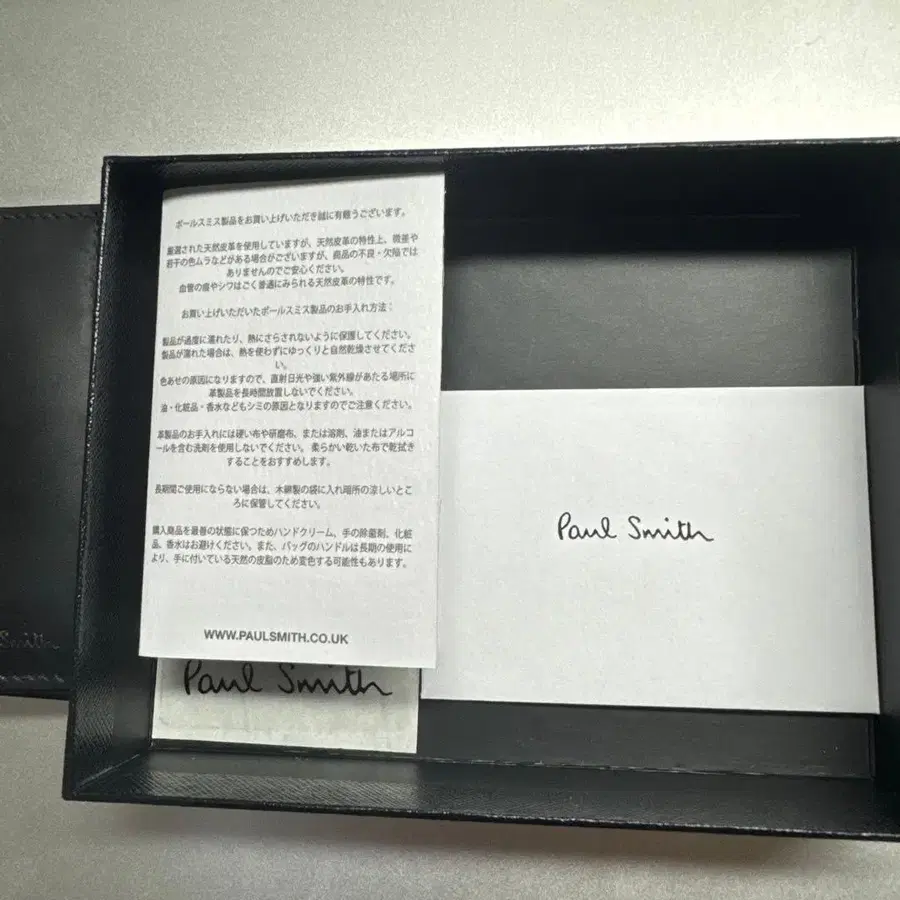 ポールスミス製品をお買い上げいただき誠に有難うございます。
厳選された天然皮革を使用していますが、天然皮革の特性上、微差や
若干の色ムラなどがある場合がございますが、商品の不良・欠陥では
ありませんのでご安心ください。
血管の痕やシワはごく普通にみられる天然皮革の特性です。
お買い上げいただいたポールスミス製品のお手入れ方法：
製品が過度に濡れたり、熱にさらされないように保護してください。
製品が濡れた場合は、熱を使わずにゆっくりと自然乾燥させてくださ
い。
色あせの原因になりますので、直射日光や強い紫外線があたる場所に
革製品を長時間放置しないでください。
油・化粧品・香水などもシミの原因となりますのでご注意ください。
革製品のお手入れには硬い布や研磨布、または溶剤、油またはアルコ
ールを含む洗剤を使用しないでください。柔らかい乾いた布で乾拭き
することをおすすめします。
長期間ご使用にならない場合は、木綿製の袋に入れ暗所の涼しいとこ
ろに保管してください。
購入商品を最善の状態に保つためハンドクリーム、手の除菌剤、化粧
品、香水はお避けください。また、バッグのハンドルは長期の使用に
より、手に付いている天然の皮脂のため変色する可能性もあります。
WWW.PAULSMITH.CO.UK
Paul Smith
Paul Smith
Smith